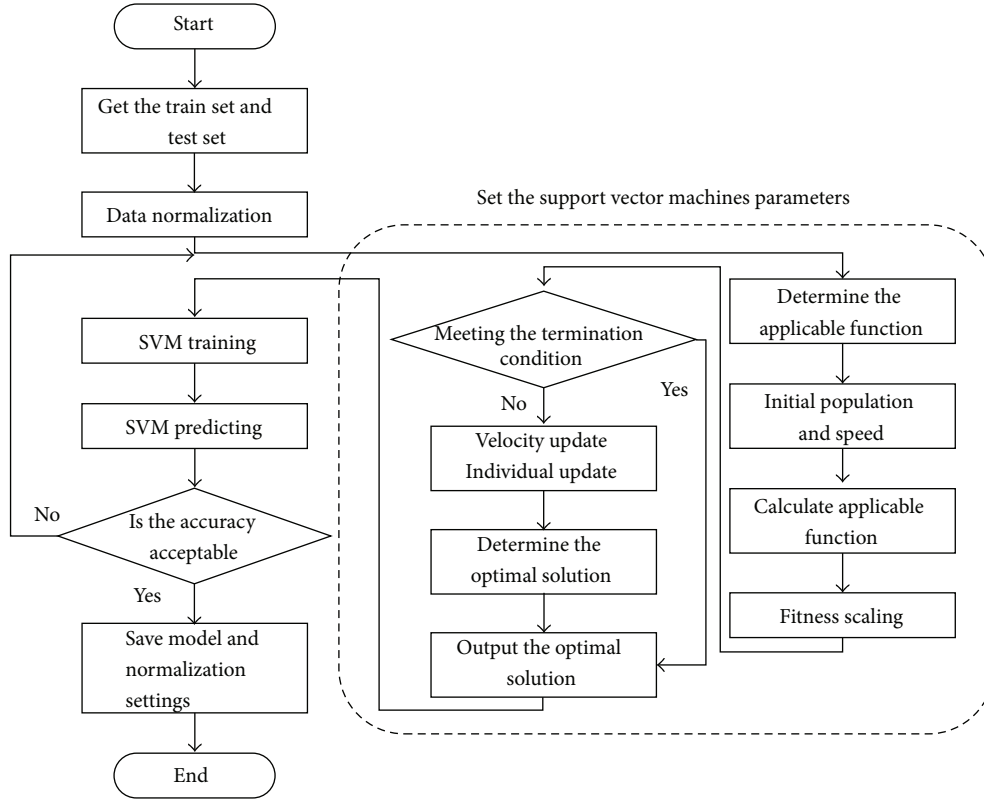 Start
Get the train set and
test set
Data normalization
SVM training
SVM predicting
Is the accuracy
acceptable
No
Yes
Save model and
normalization
settings
End
Set the support vector machines parameters
Meeting the termination
condition
Yes
No
Velocity update
Individual update
Determine the
optimal solution
Output the optimal
solution
Determine the
applicable function
Initial population
and speed
Calculate applicable
function
Fitness scaling